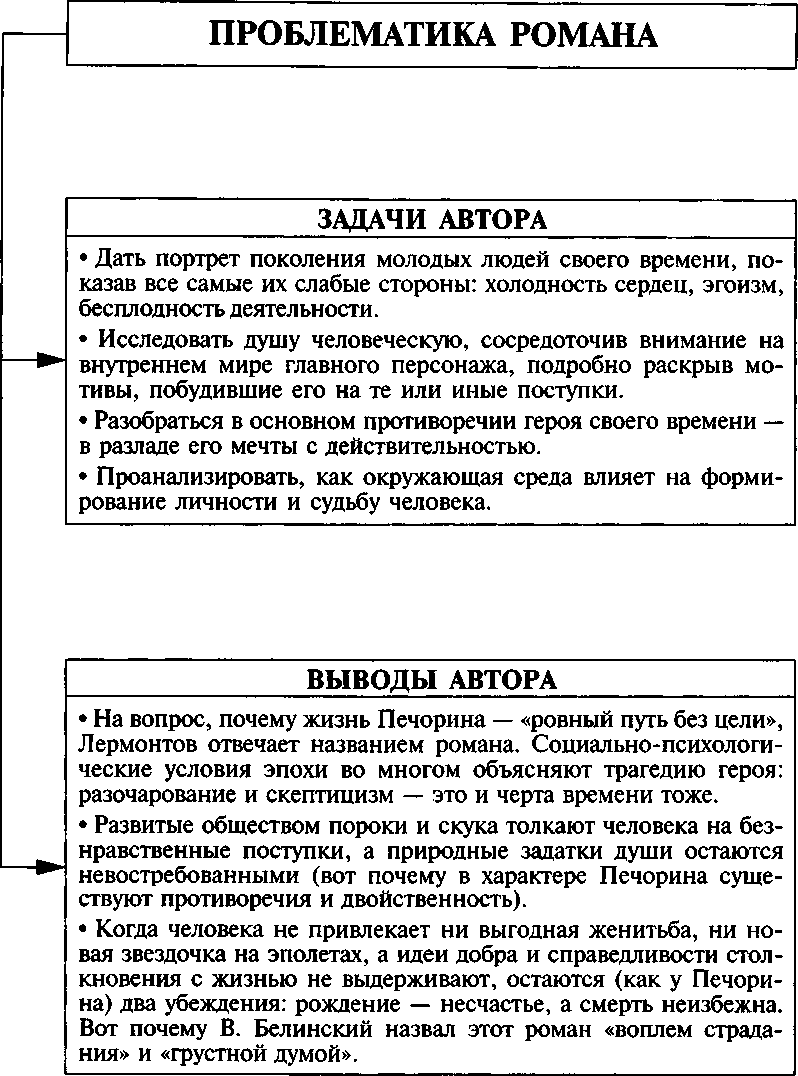 ПРОБЛЕМАТИКА РОМАНА
ЗАДАЧИ АВТОРА
• Дать портрет поколения молодых людей своего времени, по-
казав все самые их слабые стороны: холодность сердец, эгоизм,
бесплодность деятельности.
• Исследовать душу человеческую, сосредоточив внимание на
внутреннем мире главного персонажа, подробно раскрыв мо-
тивы, побудившие его на те или иные поступки.
• Разобраться в основном противоречии героя своего времени —
в разладе его мечты с действительностью.
• Проанализировать, как окружающая среда влияет на форми-
рование личности и судьбу человека.
ВЫВОДЫ АВТОРА
• На вопрос, почему жизнь Печорина — «ровный путь без цели»,
Лермонтов отвечает названием романа. Социально-психологи-
ческие условия эпохи во многом объясняют трагедию героя:
разочарование и скептицизм — это и черта времени тоже.
• Развитые обществом пороки и скука толкают человека на без-
нравственные поступки, а природные задатки души остаются
невостребованными (вот почему в характере Печорина суще-
ствуют противоречия и двойственность).
• Когда человека не привлекает ни выгодная женитьба, ни но-
вая звездочка на эполетах, а идеи добра и справедливости стол-
кновения с жизнью не выдерживают, остаются (как у Печори-
на) два убеждения: рождение — несчастье, а смерть неизбежна.
Вот почему В. Белинский назвал этот роман «воплем страда-
ния» и «грустной думой».